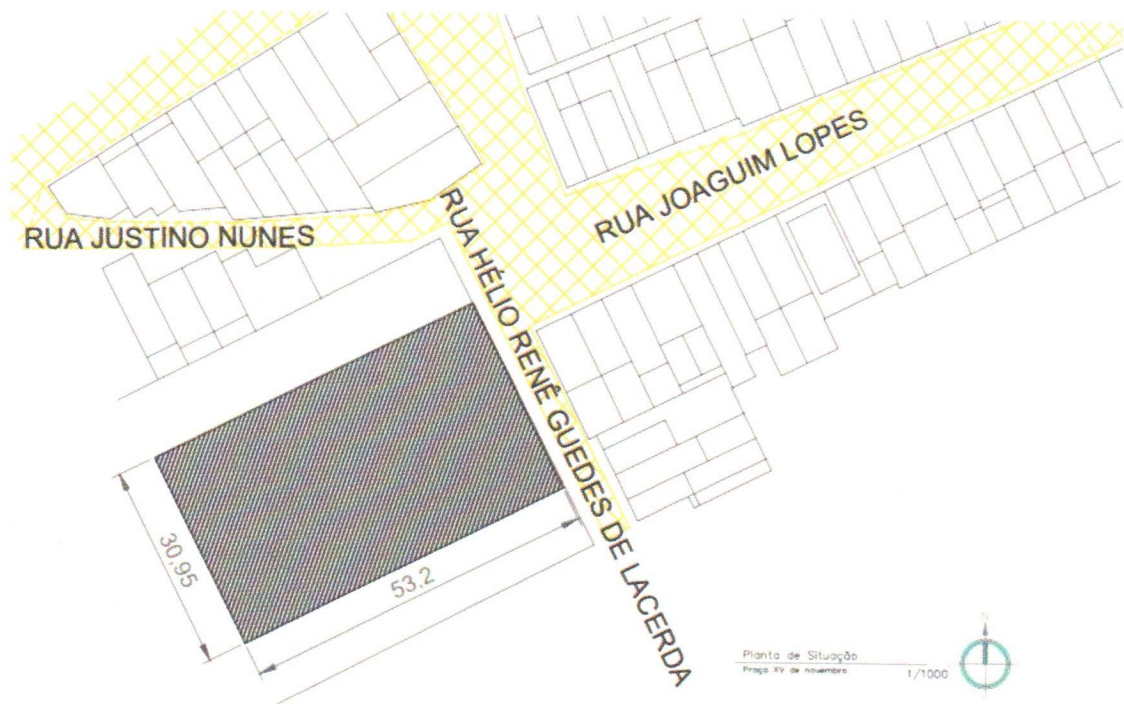 RUA JOAGUIM LOPES
RUA JUSTINO NUNES
RUA HÉLIO RENÊ GUEDES DE LACERDA
30,95
53,2
Planta de Situação
Praça XV de novembro
1/1000
N